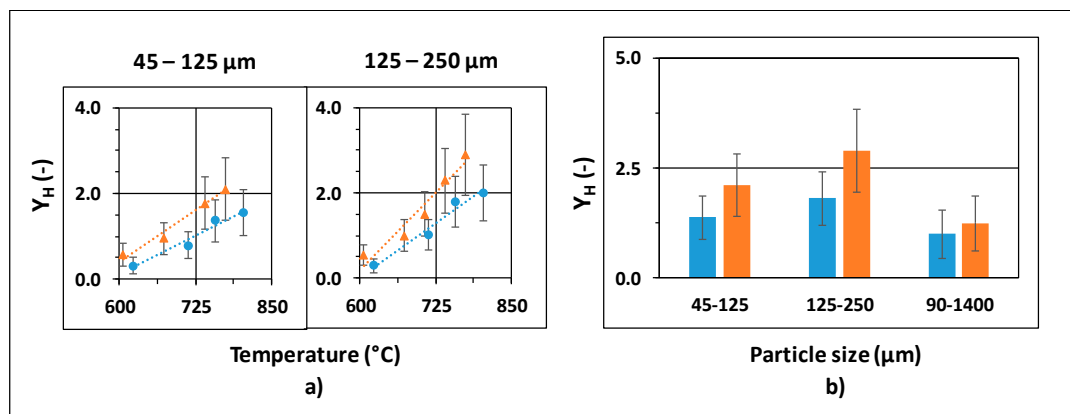 45 – 125 µm
125 – 250 µm
Y_H (-)
4.0
2.0
0.0
600
725
850
4.0
2.0
0.0
600
725
850
Temperature (°C)
a)
Y_H (-)
5.0
2.5
0.0
45-125
125-250
90-1400
Particle size (µm)
b)